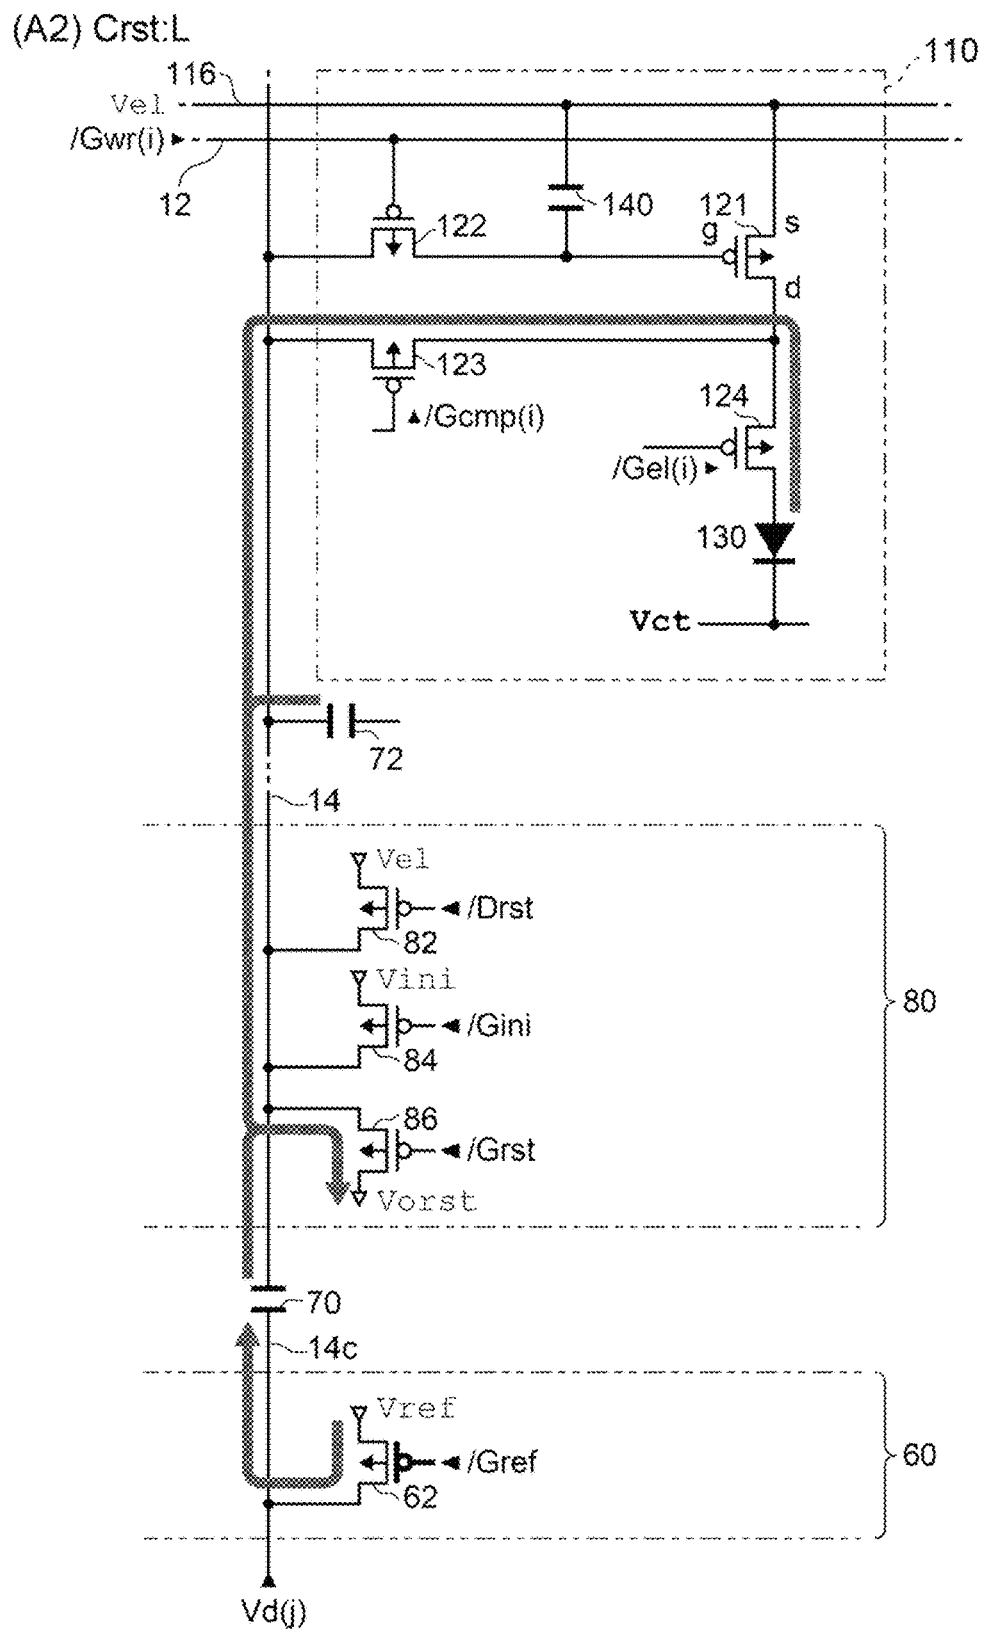 (A2) Crst:L
110
116
Vel
/Gwr(i)
12
140
121
s
122
g
d
123
124
/Gcmp(i)
/Gel(i)
130
Vct
72
14
Vel
/Drst
82
Vini
80
/Gini
84
86
/Grst
Vorst
70
14c
Vref
/Gref
60
62
Vd(j)